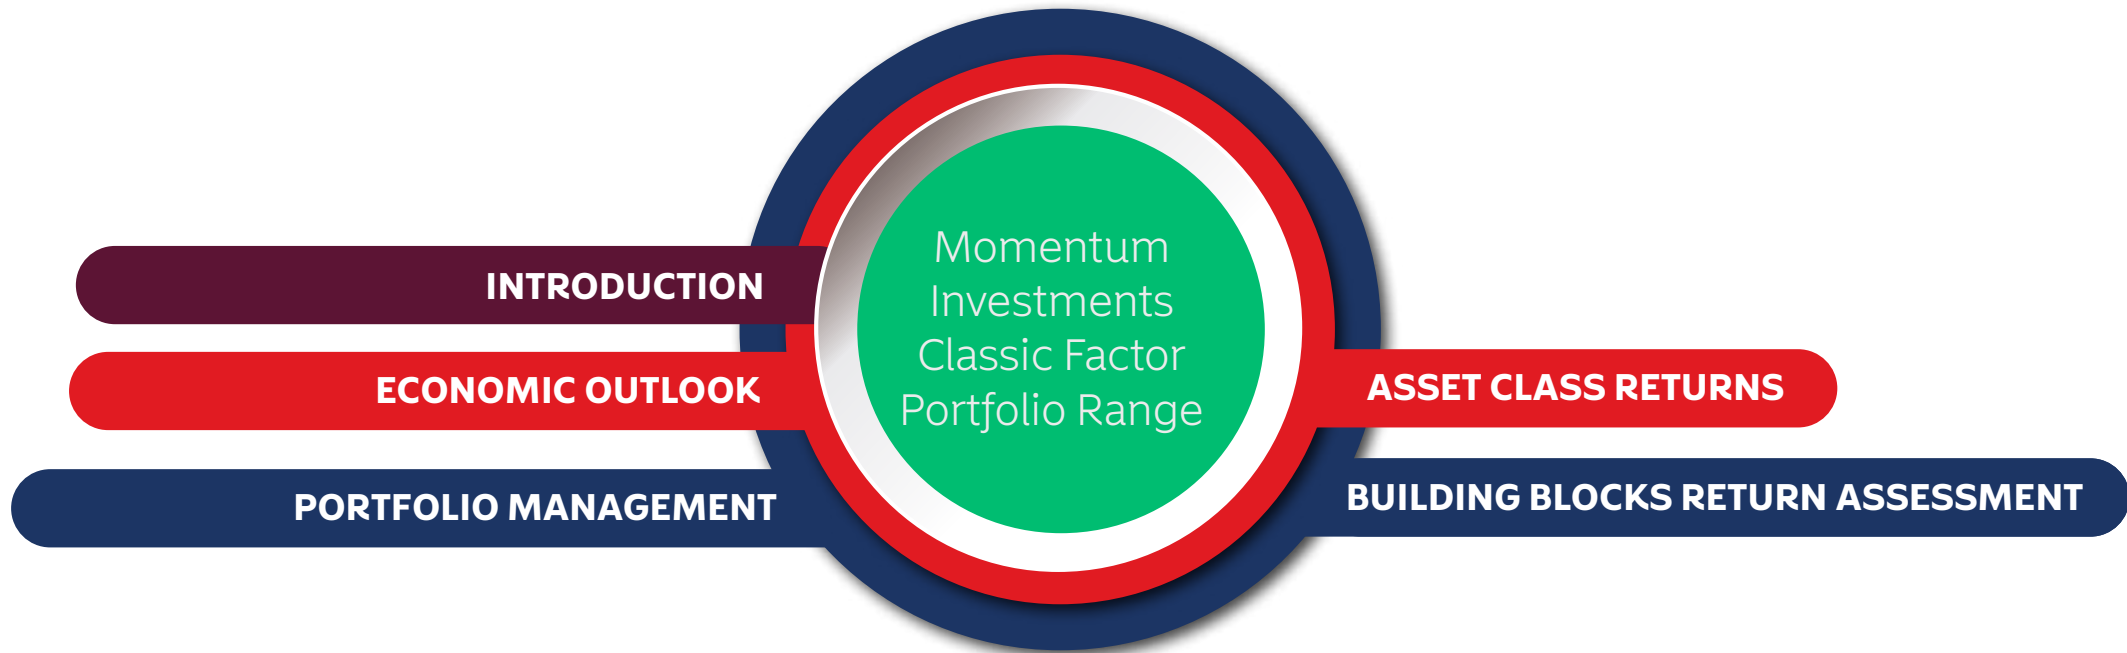 Momentum
Investments
Classic Factor
Portfolio Range
INTRODUCTION
ECONOMIC OUTLOOK
PORTFOLIO MANAGEMENT
ASSET CLASS RETURNS
BUILDING BLOCKS RETURN ASSESSMENT